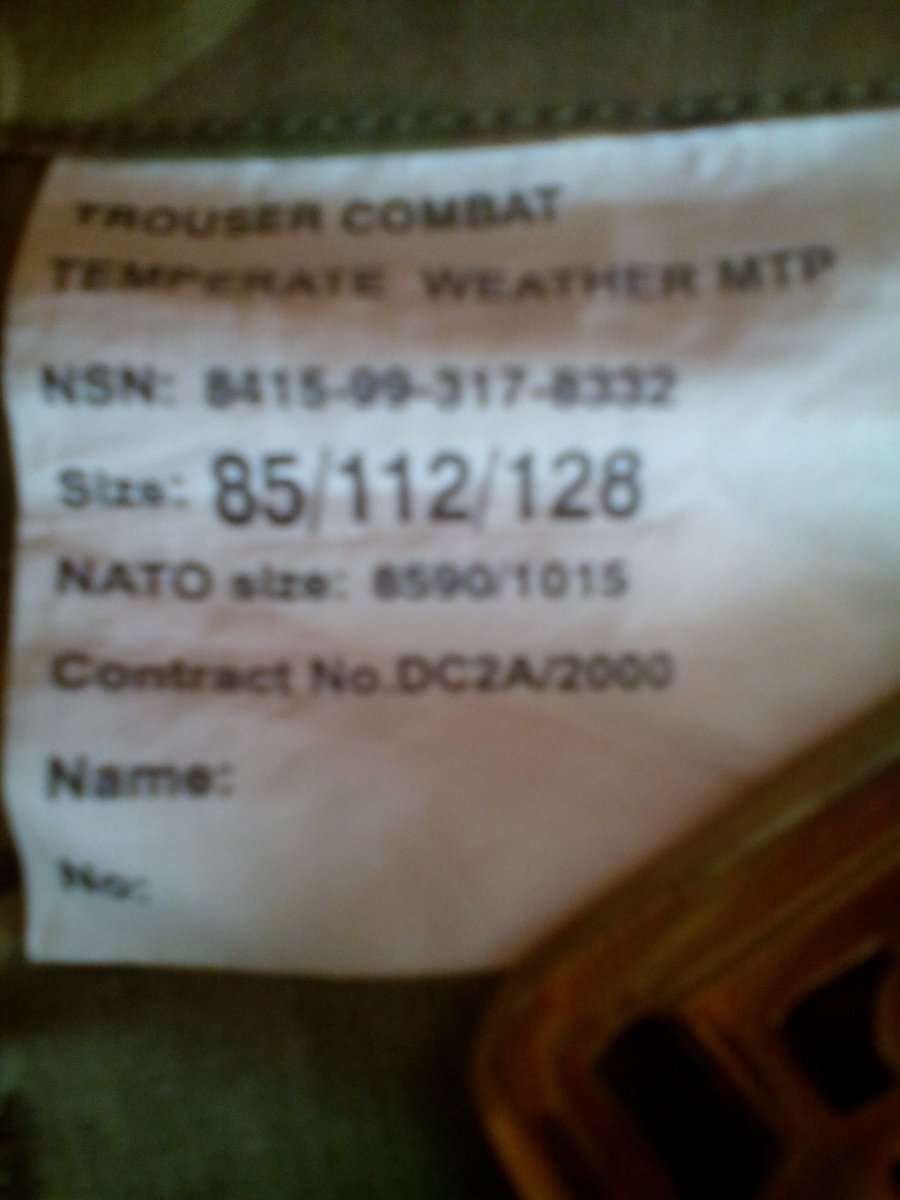 TROUSER COMBAT
TEMPERATE WEATHER MTP
NSN: 8415-99-317-8332
Size: 85/112/128
NATO size: 8590/1015
Contract No.DC2A/2000
Name:
No: